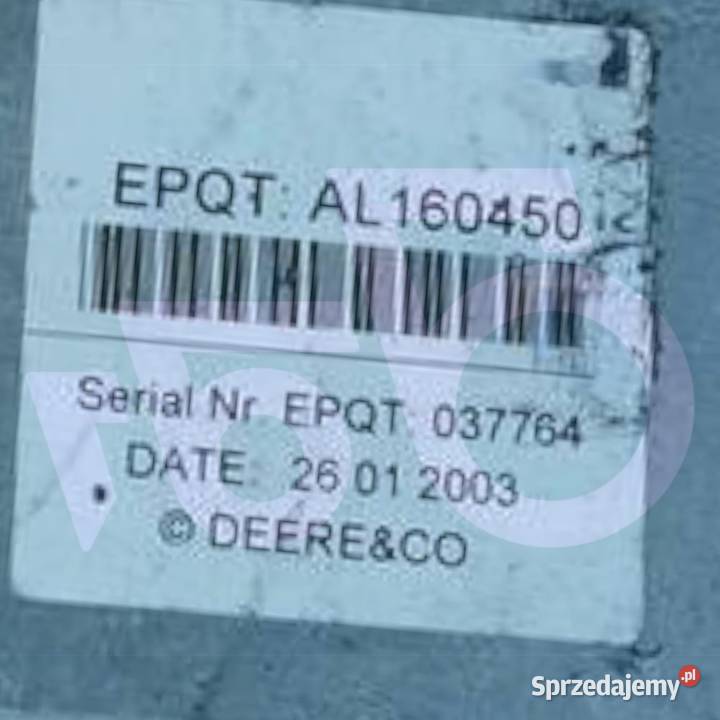 EPQT: AL160450
Serial Nr. EPQT: 037764
DATE: 26 01 2003
© DEERE&CO
Sprzedajemy.pl